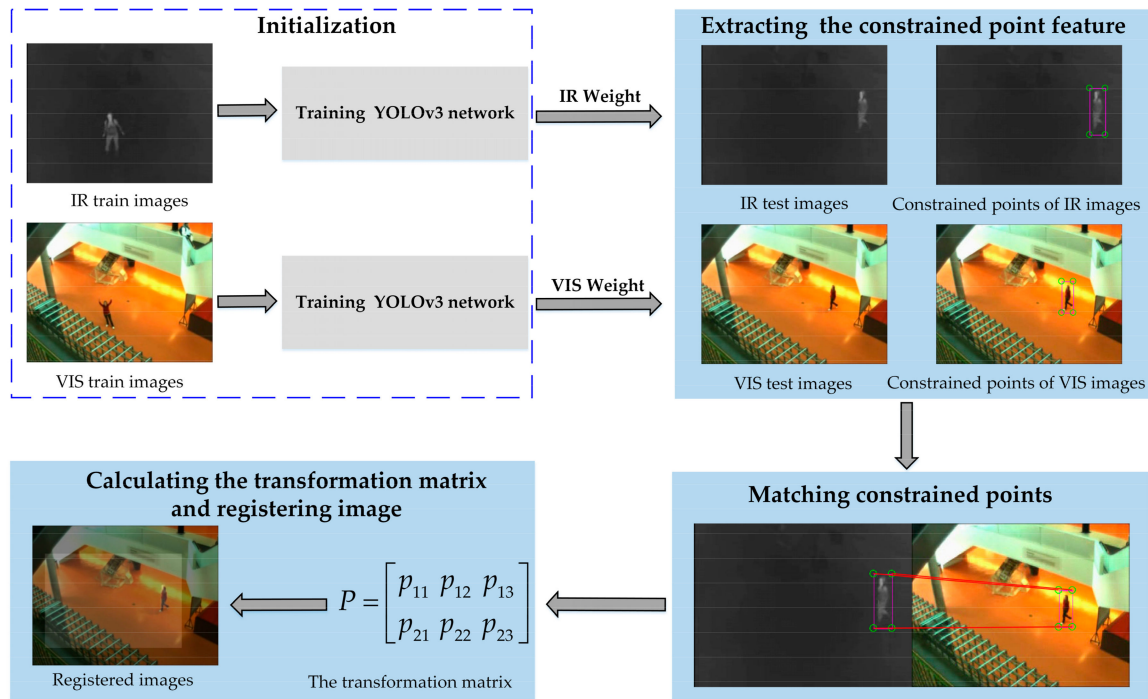 Initialization
Training YOLOv3 network
IR train images
IR Weight
Training YOLOv3 network
VIS train images
VIS Weight
Extracting the constrained point feature
IR test images
Constrained points of IR images
VIS test images
Constrained points of VIS images
Matching constrained points
Calculating the transformation matrix
and registering image
P = [p11 p12 p13
p21 p22 p23]
Registered images
The transformation matrix